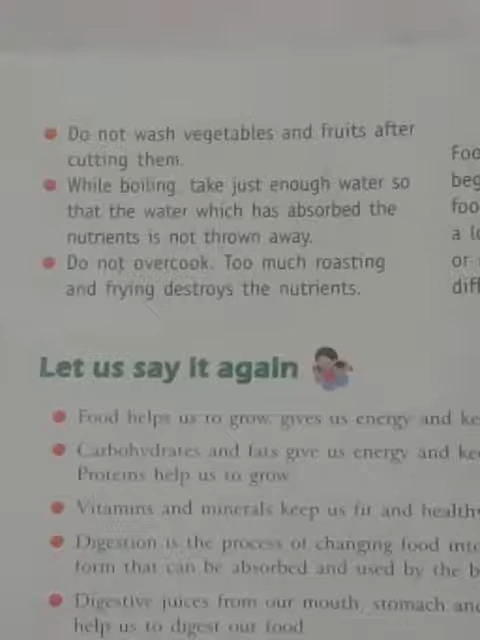 Do not wash vegetables and fruits after
cutting them.
While boiling, take just enough water so
that the water which has absorbed the
nutrients is not thrown away.
Do not overcook. Too much roasting
and frying destroys the nutrients.
Let us say it again
Food helps us to grow, gives us energy and
Carbohydrates and fats give us energy and
Proteins help us to grow
Vitamins and minerals keep us fit and
Digestion is the process of changing food
form that can be absorbed and used by the
Digestive juices from our mouth, stomach
help us to digest our food
a
or